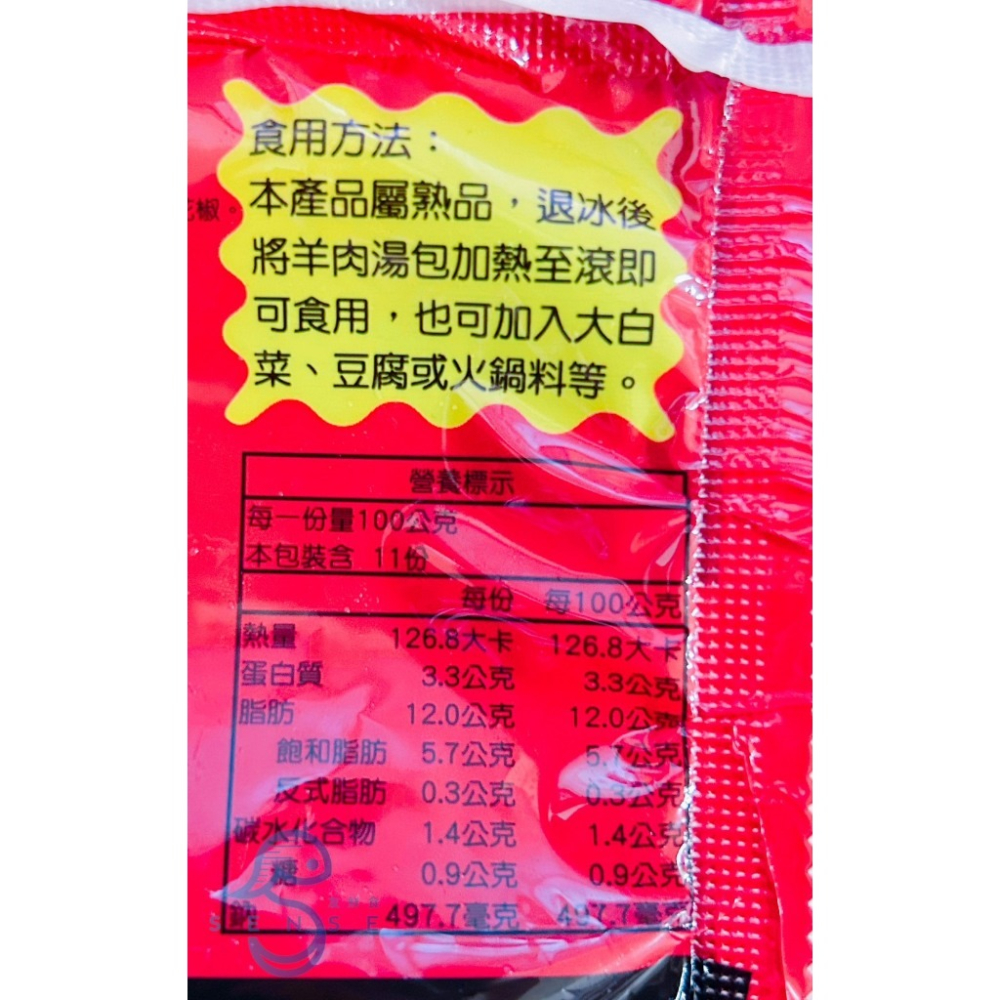 食用方法：
花椒。
本產品屬熟品，退冰後
將羊肉湯包加熱至滾即
可食用，也可加入大白
菜、豆腐或火鍋料等。
營養標示
每一份量100公克
本包裝含 11份
每份 每100公克
熱量 126.8大卡 126.8大卡
蛋白質 3.3公克 3.3公克
脂肪 12.0公克 12.0公克
飽和脂肪 5.7公克 5.7公克
反式脂肪 0.3公克 0.3公克
碳水化合物 1.4公克 1.4公克
糖 0.9公克 0.9公克
鈉 497.7毫克 497.7毫克